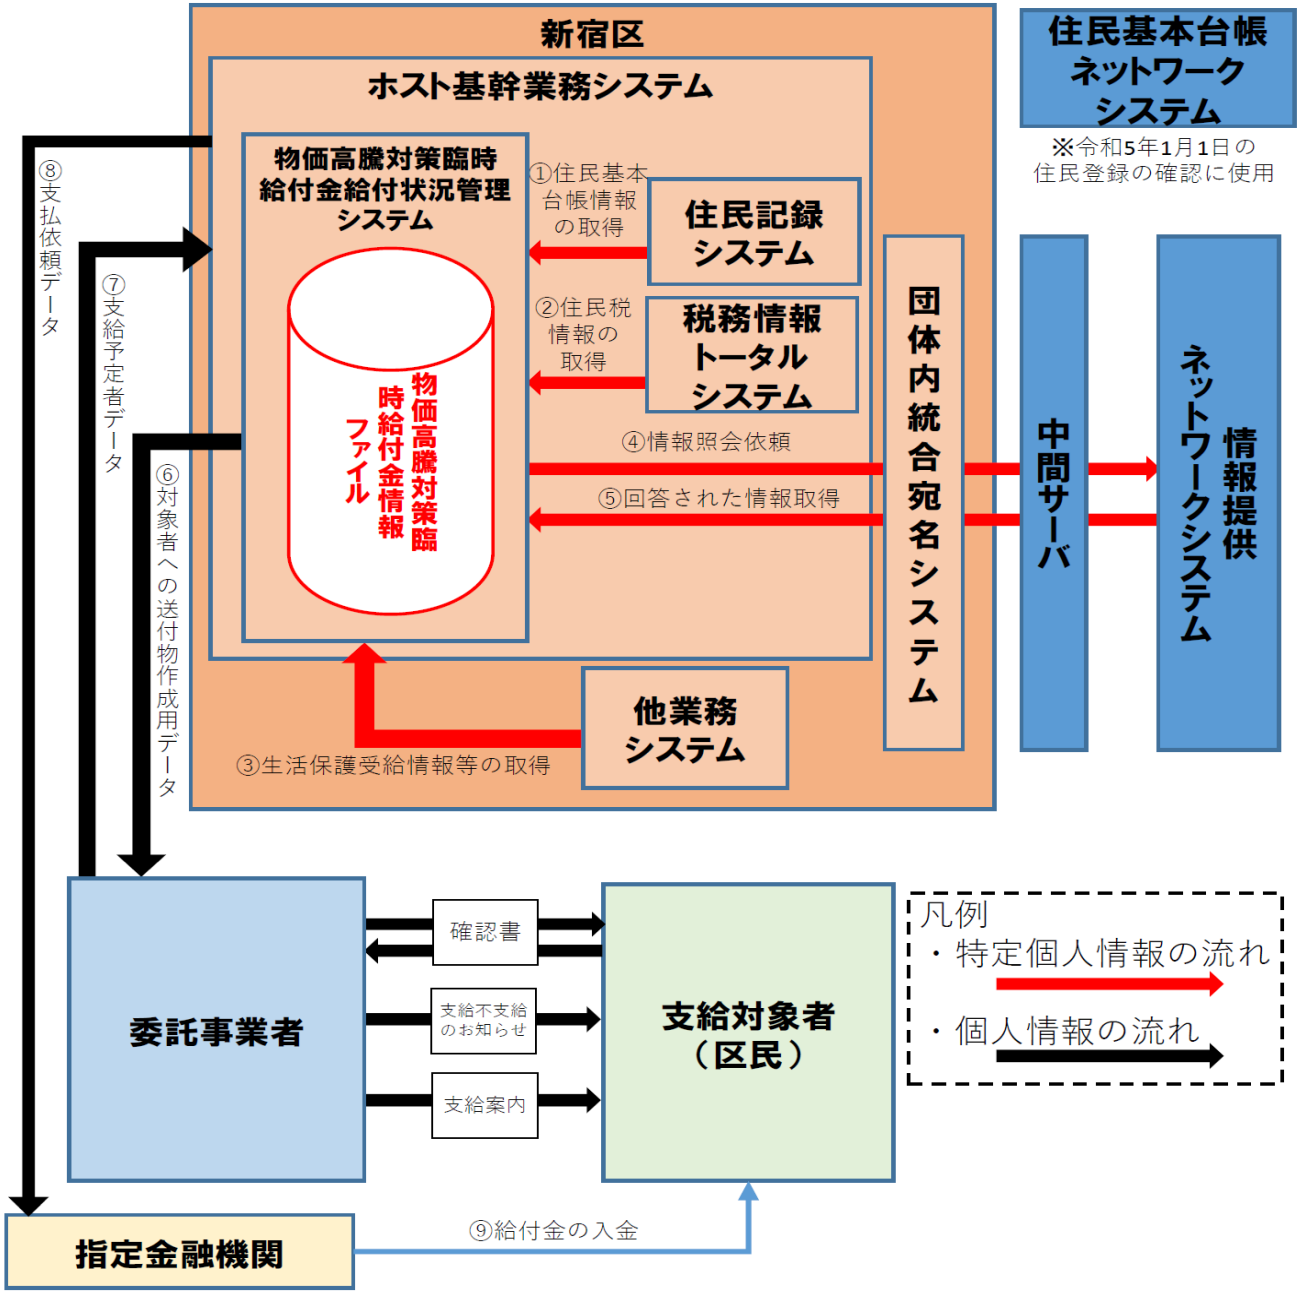 新宿区
ホスト基幹業務システム
物価高騰対策臨時
給付金給付状況管理
システム
物価高騰対策臨
時給付金情報
ファイル
①住民基本
台帳情報
の取得
住民記録
システム
②住民税
情報の
取得
税務情報
トータル
システム
④情報照会依頼
⑤回答された情報取得
団体内統合宛名システム
他業務
システム
③生活保護受給情報等の取得
住民基本台帳
ネットワーク
システム
※令和5年1月1日の
住民登録の確認に使用
中間サーバ
情報提供
ネットワークシステム
⑧支払依頼データ
⑦支給予定者データ
⑥対象者への送付物作成用データ
委託事業者
確認書
支給不支給
のお知らせ
支給案内
支給対象者
（区民）
凡例
・特定個人情報の流れ
・個人情報の流れ
指定金融機関
⑨給付金の入金